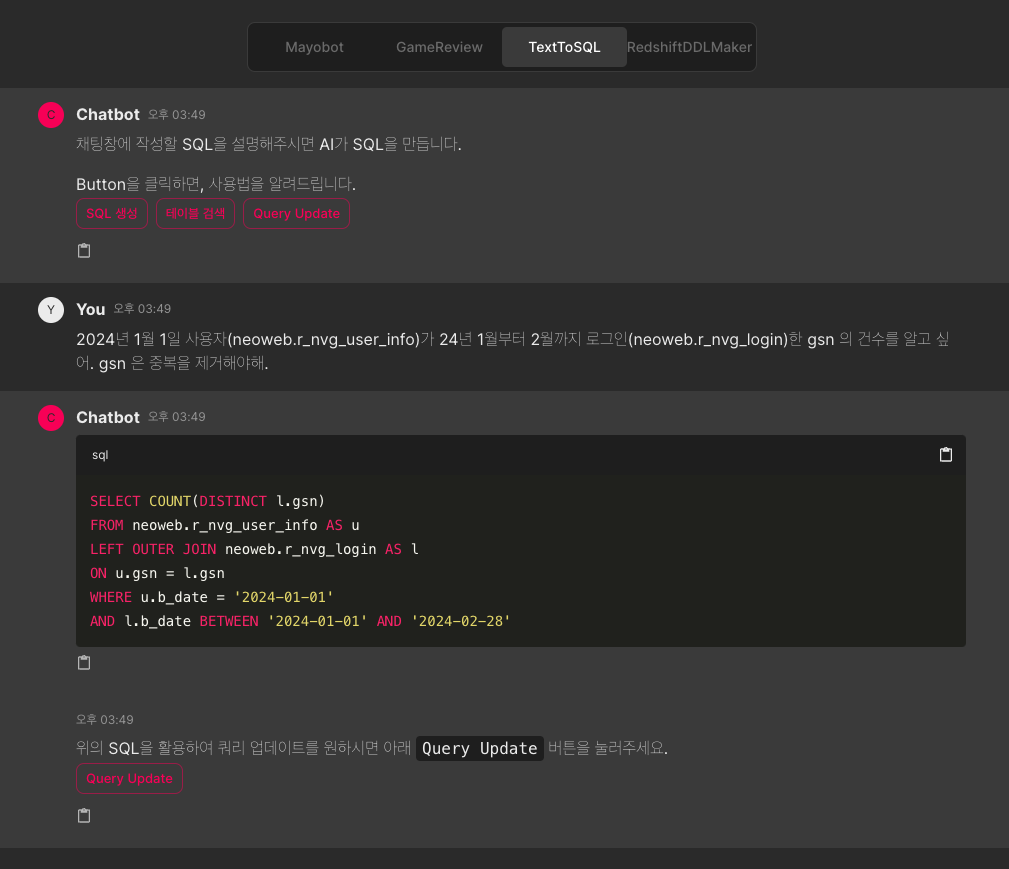 Mayobot GameReview TextToSQL RedshiftDDLMaker
C Chatbot 오후 03:49
채팅창에 작성할 SQL을 설명해주시면 AI가 SQL을 만듭니다.
Button을 클릭하면, 사용법을 알려드립니다.
SQL 생성 테이블 검색 Query Update
Y You 오후 03:49
2024년 1월 1일 사용자(neoweb.r_nvg_user_info)가 24년 1월부터 2월까지 로그인(neoweb.r_nvg_login)한 gsn 의 건수를 알고 싶
어. gsn 은 중복을 제거해야해.
C Chatbot 오후 03:49
sql
SELECT COUNT(DISTINCT l.gsn)
FROM neoweb.r_nvg_user_info AS u
LEFT OUTER JOIN neoweb.r_nvg_login AS l
ON u.gsn = l.gsn
WHERE u.b_date = '2024-01-01'
AND l.b_date BETWEEN '2024-01-01' AND '2024-02-28'
오후 03:49
위의 SQL을 활용하여 쿼리 업데이트를 원하시면 아래 Query Update 버튼을 눌러주세요.
Query Update